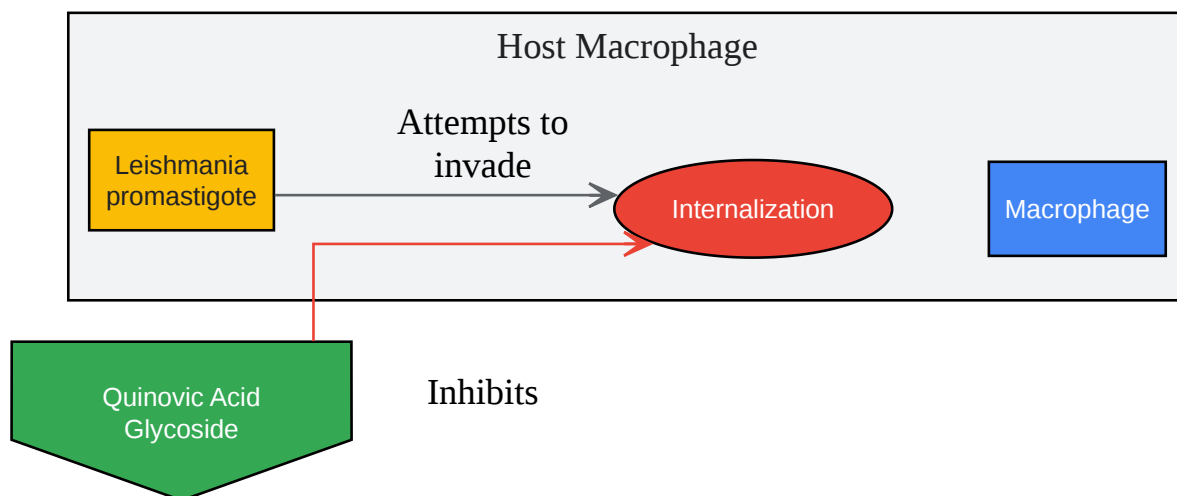 Host Macrophage
Attempts to
invade
Leishmania
promastigote
Internalization
Macrophage
Quinovic Acid
Glycoside
Inhibits